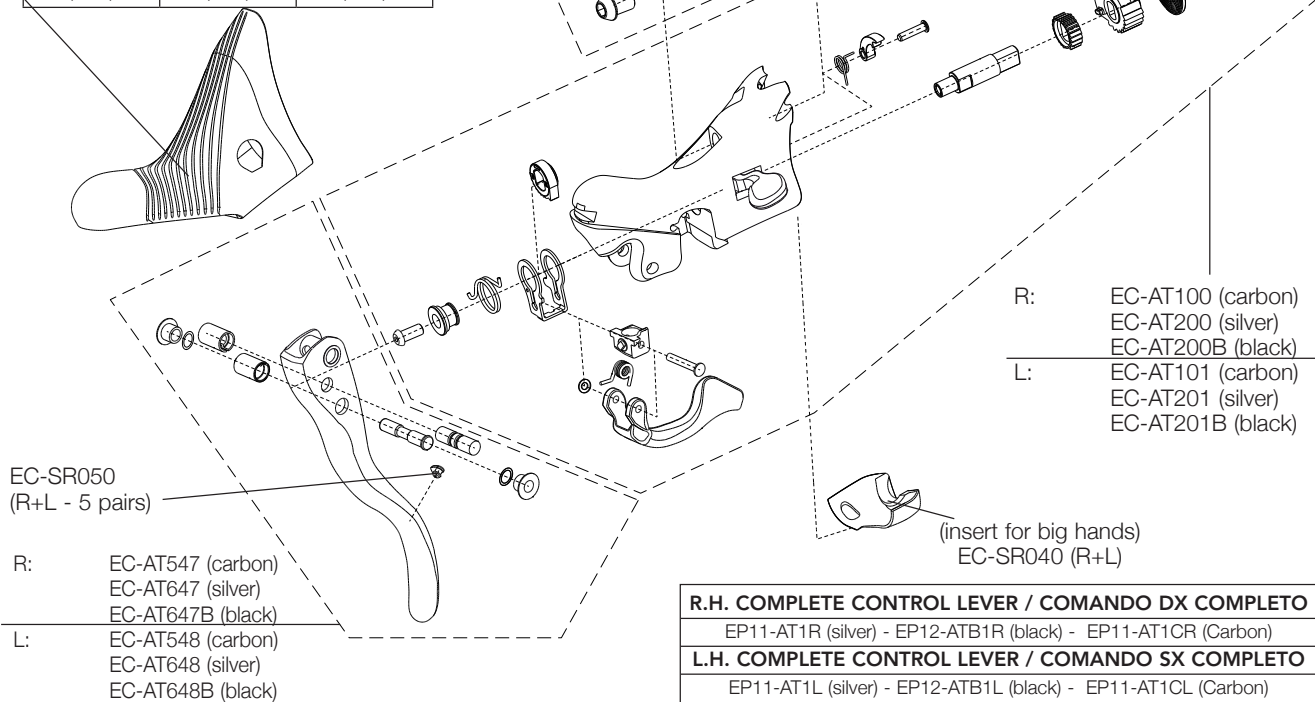 R: EC-AT100 (carbon)
EC-AT200 (silver)
EC-AT200B (black)
L: EC-AT101 (carbon)
EC-AT201 (silver)
EC-AT201B (black)
EC-SR050
(R+L - 5 pairs)
(insert for big hands)
EC-SR040 (R+L)
R: EC-AT547 (carbon)
EC-AT647 (silver)
EC-AT647B (black)
L: EC-AT548 (carbon)
EC-AT648 (silver)
EC-AT648B (black)
R.H. COMPLETE CONTROL LEVER / COMANDO DX COMPLETO
EP11-AT1R (silver) - EP12-ATB1R (black) - EP11-AT1CR (Carbon)
L.H. COMPLETE CONTROL LEVER / COMANDO SX COMPLETO
EP11-AT1L (silver) - EP12-ATB1L (black) - EP11-AT1CL (Carbon)